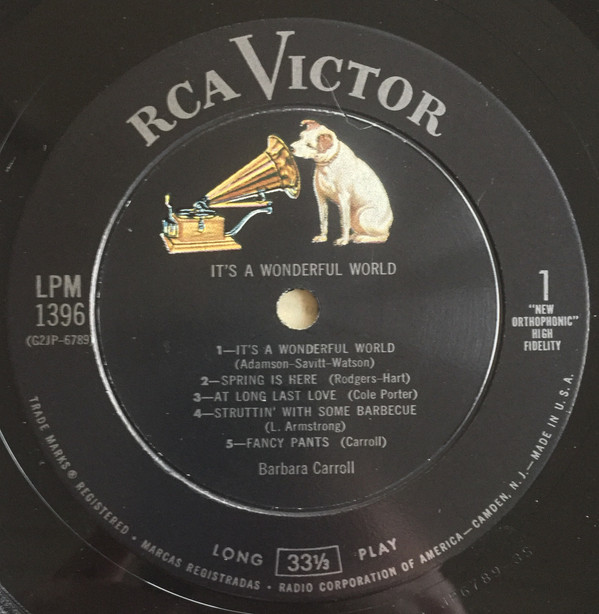 RCA VICTOR
IT'S A WONDERFUL WORLD
LPM
1396
(G2JP-6789)
1
"NEW
ORTHOPHONIC"
HIGH
FIDELITY
1—IT'S A WONDERFUL WORLD
(Adamson-Savitt-Watson)
2—SPRING IS HERE (Rodgers-Hart)
3—AT LONG LAST LOVE (Cole Porter)
4—STRUTTIN' WITH SOME BARBECUE
(L. Armstrong)
5—FANCY PANTS (Carroll)
Barbara Carroll
LONG 33⅓ PLAY
TRADE MARKS ® REGISTERED • MARCAS REGISTRADAS • RADIO CORPORATION OF AMERICA—CAMDEN, N. J.—MADE IN U. S. A.